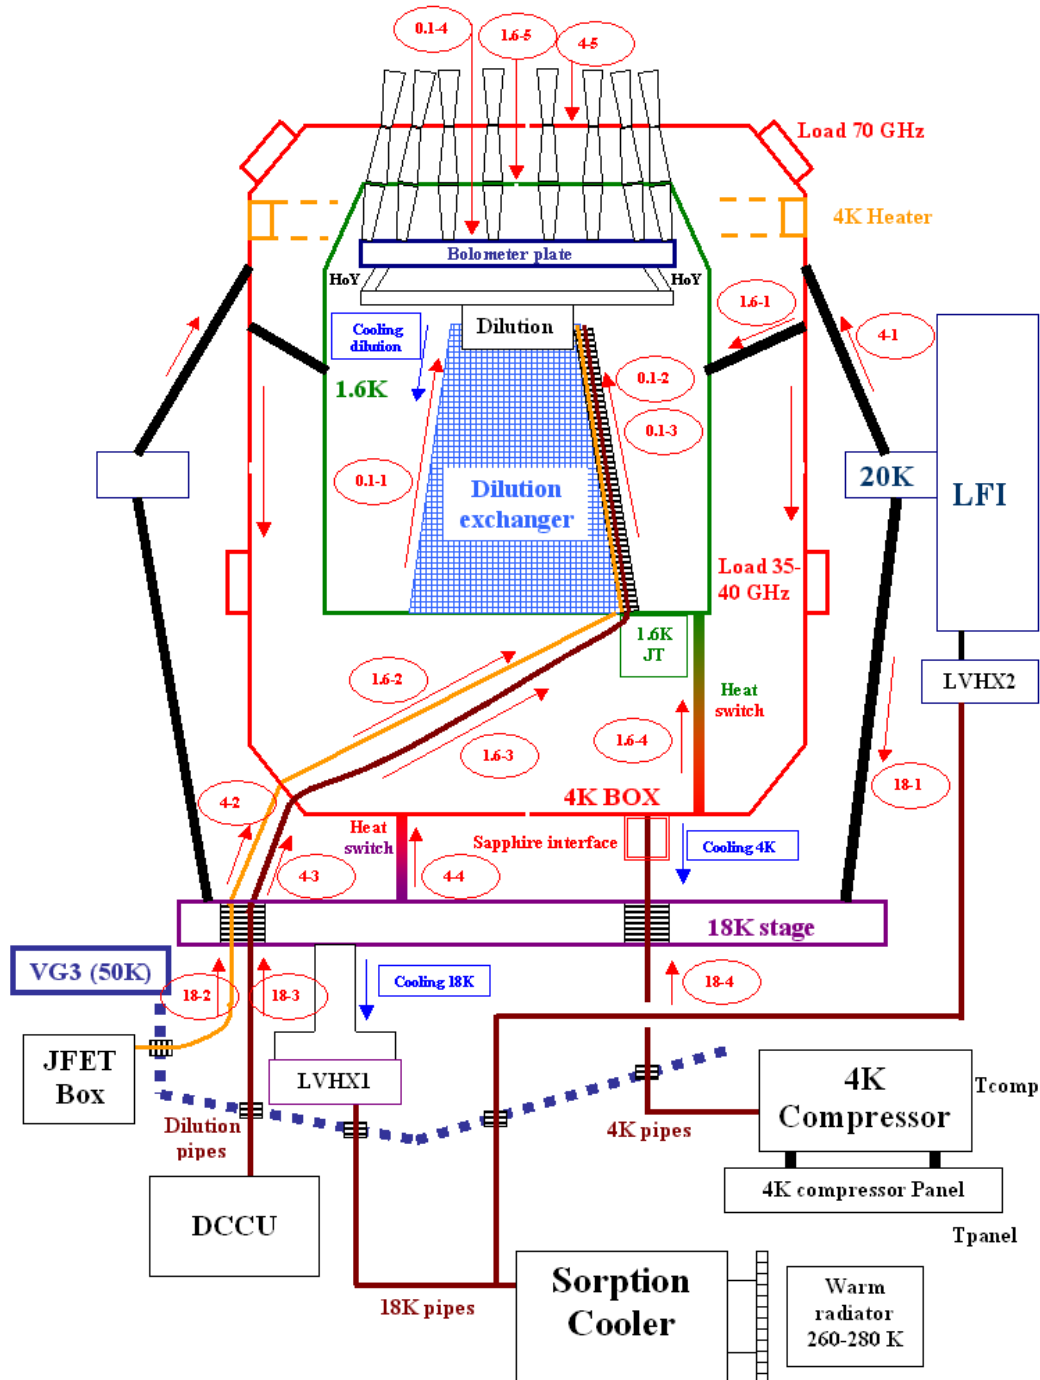 0.1-4
1.6-5
4-5
Load 70 GHz
4K Heater
Bolometer plate
HoY
HoY
1.6-1
Cooling
dilution
Dilution
4-1
1.6K
0.1-2
0.1-3
0.1-1
Dilution
exchanger
20K
LFI
Load 35-
40 GHz
1.6K
JT
1.6-2
LVHX2
Heat
switch
1.6-4
1.6-3
18-1
4-2
4K BOX
Heat
switch
Sapphire interface
Cooling 4K
4-3
4-4
18K stage
VG3 (50K)
Cooling 18K
18-2
18-3
18-4
JFET
Box
LVHX1
4K
Compressor
Tcomp
Dilution
pipes
4K pipes
4K compressor Panel
DCCU
Tpanel
Sorption
Cooler
18K pipes
Warm
radiator
260-280 K